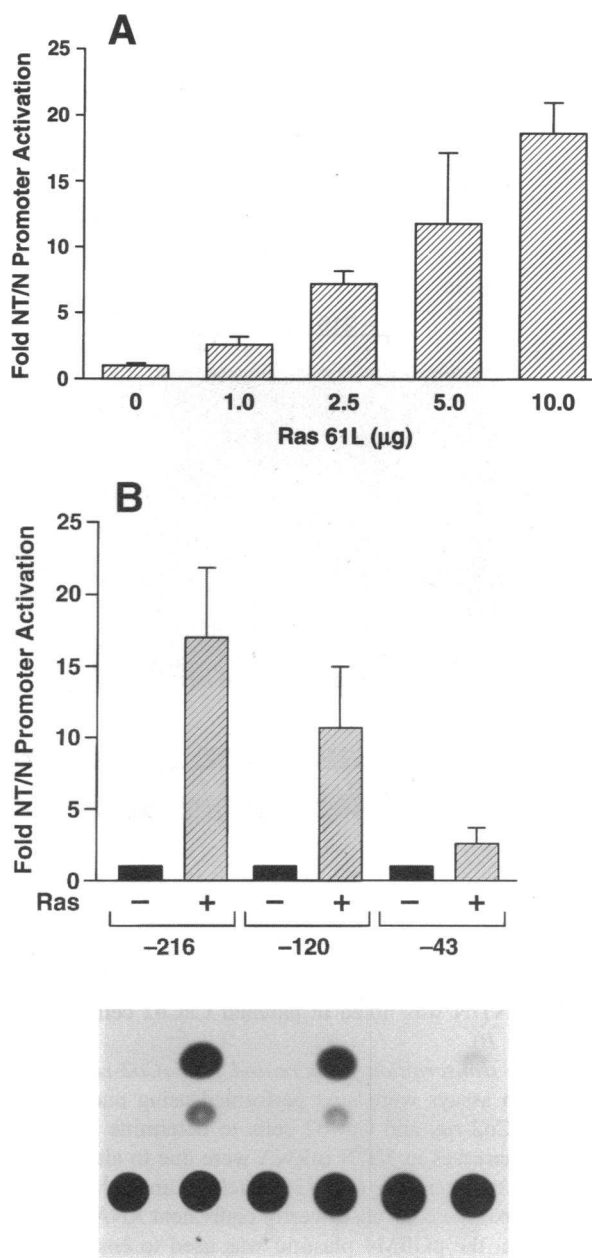 A
Fold NT/N Promoter Activation
25
20
15
10
5
0
0 1.0 2.5 5.0 10.0
Ras 61L (µg)
B
Fold NT/N Promoter Activation
25
20
15
10
5
0
Ras – + – + – +
–216 –120 –43